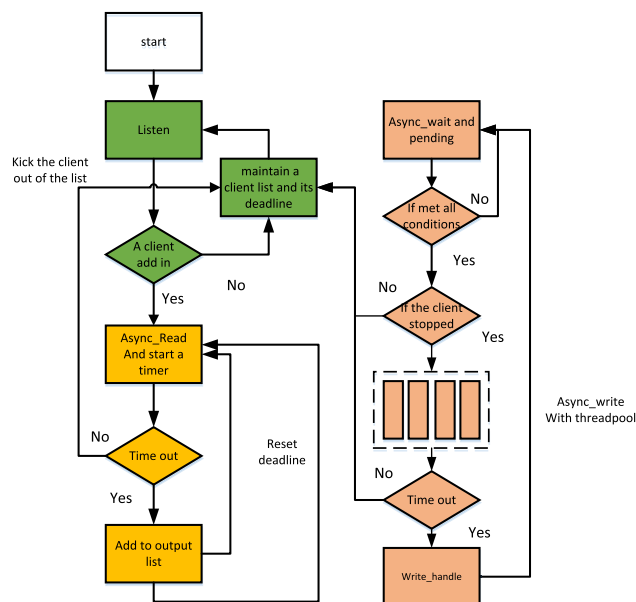 start
Listen
Kick the client
out of the list
maintain a
client list and its
deadline
A client
add in
No
Yes
Async_Read
And start a
timer
No
Time out
Reset
deadline
Yes
Add to output
list
Async_wait and
pending
No
If met all
conditions
Yes
No
If the client
stopped
Yes
Async_write
With threadpool
No
Time out
Yes
Write_handle